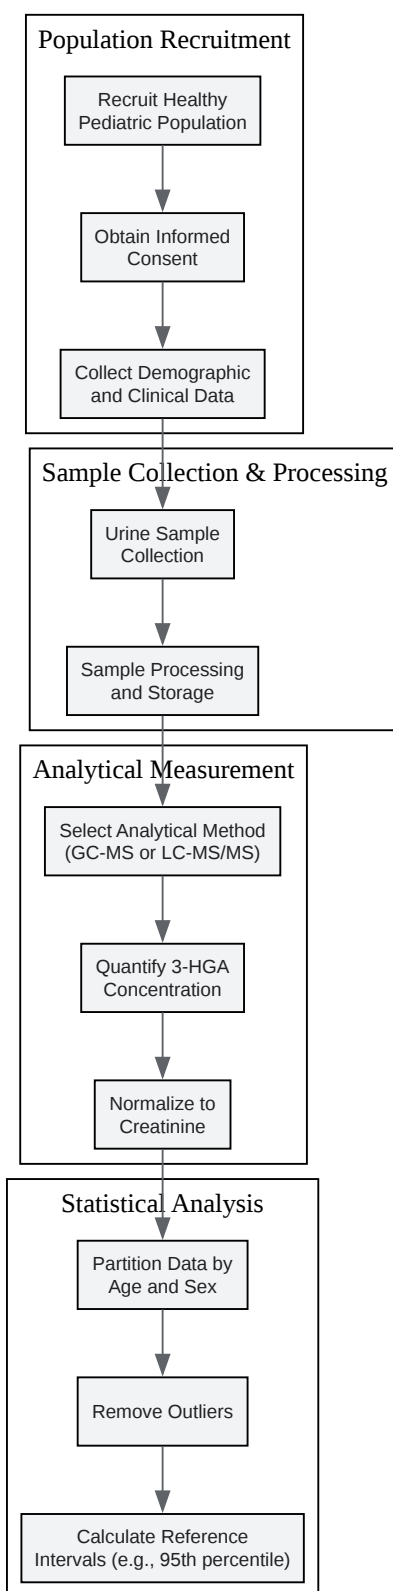 Population Recruitment
Recruit Healthy
Pediatric Population
Obtain Informed
Consent
Collect Demographic
and Clinical Data
Sample Collection & Processing
Urine Sample
Collection
Sample Processing
and Storage
Analytical Measurement
Select Analytical Method
(GC-MS or LC-MS/MS)
Quantify 3-HGA
Concentration
Normalize to
Creatinine
Statistical Analysis
Partition Data by
Age and Sex
Remove Outliers
Calculate Reference
Intervals (e.g., 95th percentile)